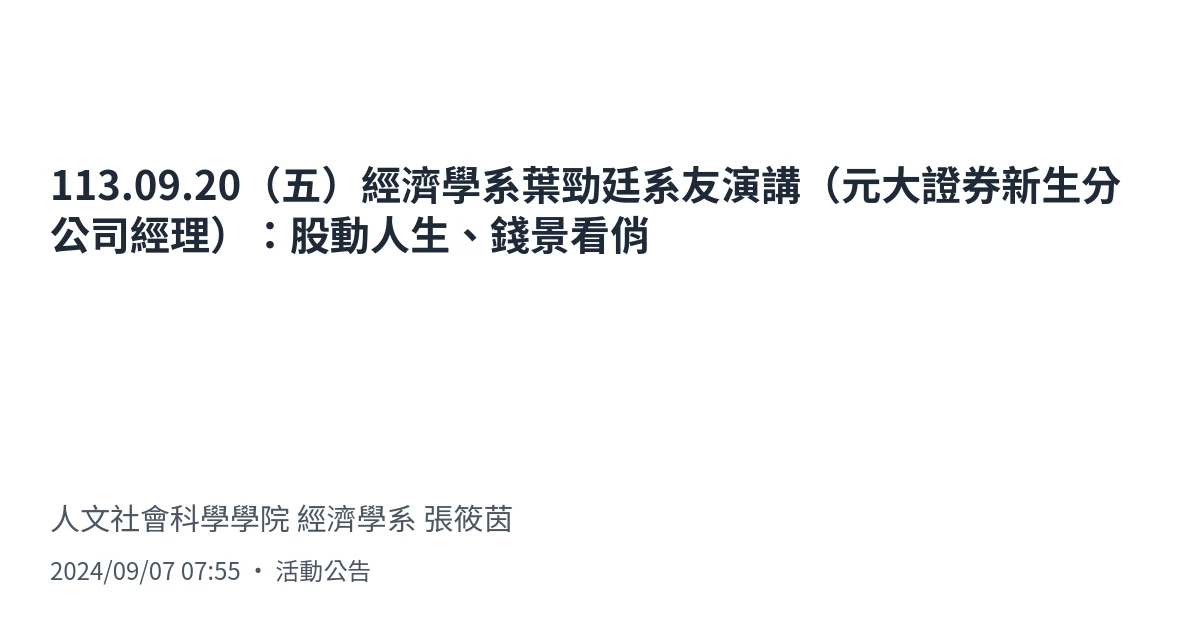 113.09.20（五）經濟學系葉勁廷系友演講（元大證券新生分
公司經理）：股動人生、錢景看俏
人文社會科學學院 經濟學系 張筱茵
2024/09/07 07:55 • 活動公告